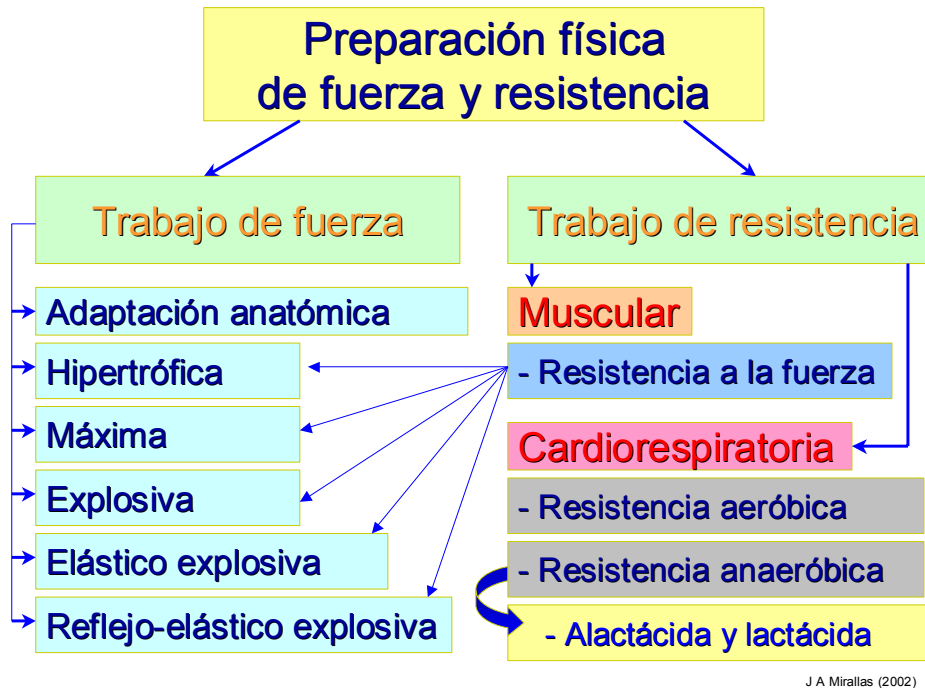 Preparación física
de fuerza y resistencia
Trabajo de fuerza
Adaptación anatómica
Hipertrófica
Máxima
Explosiva
Elástico explosiva
Reflejo-elástico explosiva
Trabajo de resistencia
Muscular
- Resistencia a la fuerza
Cardiorespiratoria
- Resistencia aeróbica
- Resistencia anaeróbica
- Alactácida y lactácida
J A Mirallas (2002)